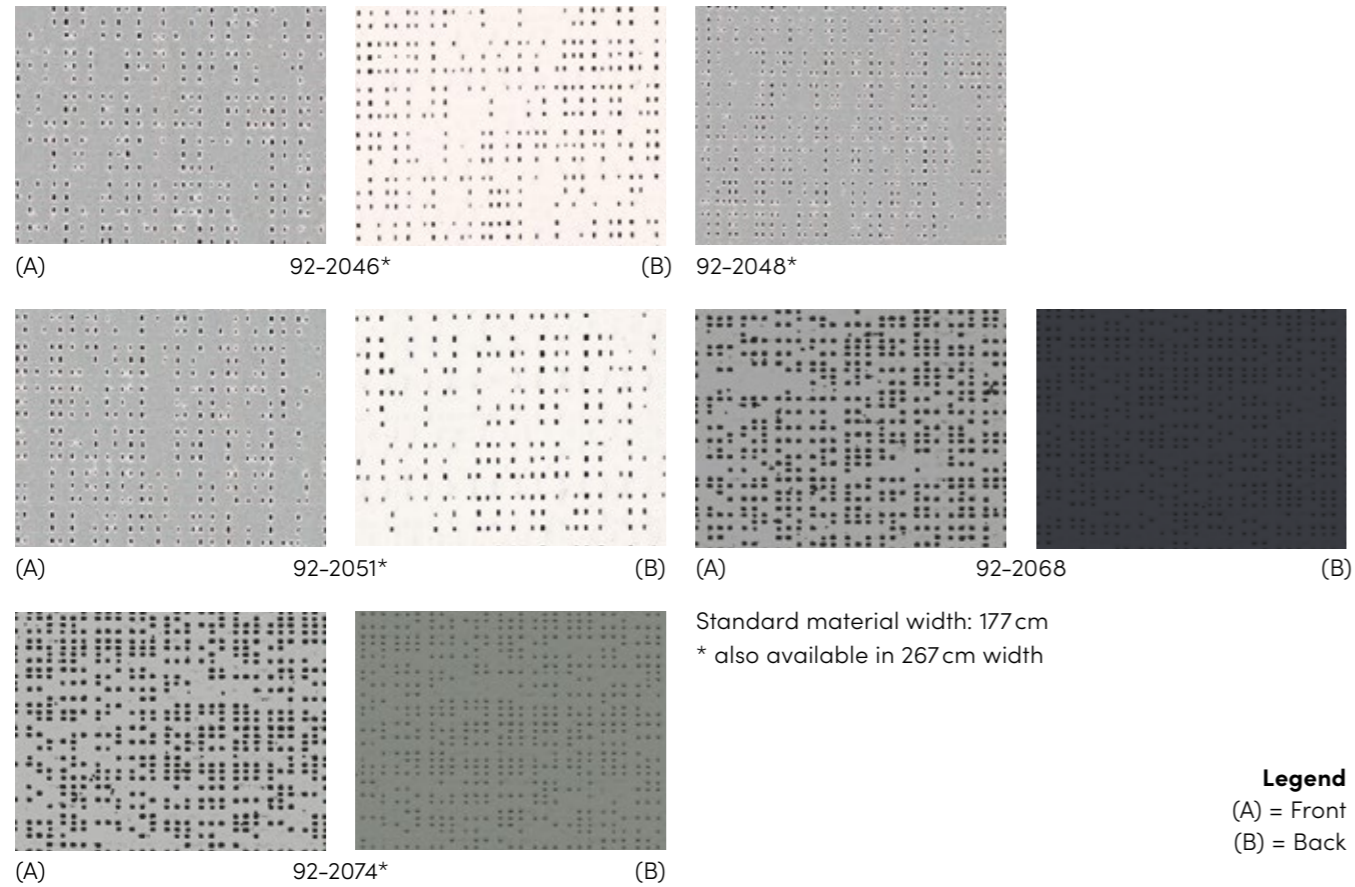 (A) 92-2046* (B) 92-2048*
(A) 92-2051* (B) (A) 92-2068 (B)
Standard material width: 177 cm
* also available in 267 cm width
Legend
(A) = Front
(B) = Back
(A) 92-2074* (B)